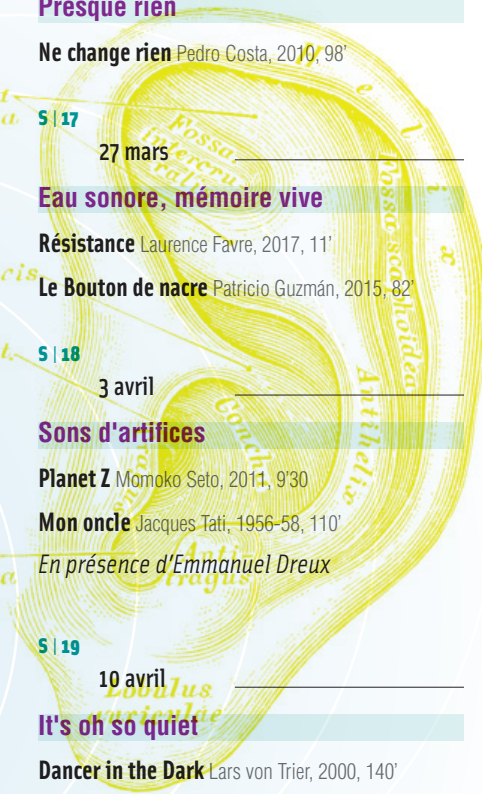 Presque rien
Ne change rien Pedro Costa, 2010, 98’
S | 17
27 mars
Eau sonore, mémoire vive
Résistance Laurence Favre, 2017, 11’
Le Bouton de nacre Patricio Guzmán, 2015, 82’
S | 18
3 avril
Sons d'artifices
Planet Z Momoko Seto, 2011, 9’30
Mon oncle Jacques Tati, 1956-58, 110’
En présence d’Emmanuel Dreux
S | 19
10 avril
It's oh so quiet
Dancer in the Dark Lars von Trier, 2000, 140’
Helix
Fossa intercruralis
Fossa scaphoidea
Antihelix
Concha
Antitragus
Lobulus auriculae